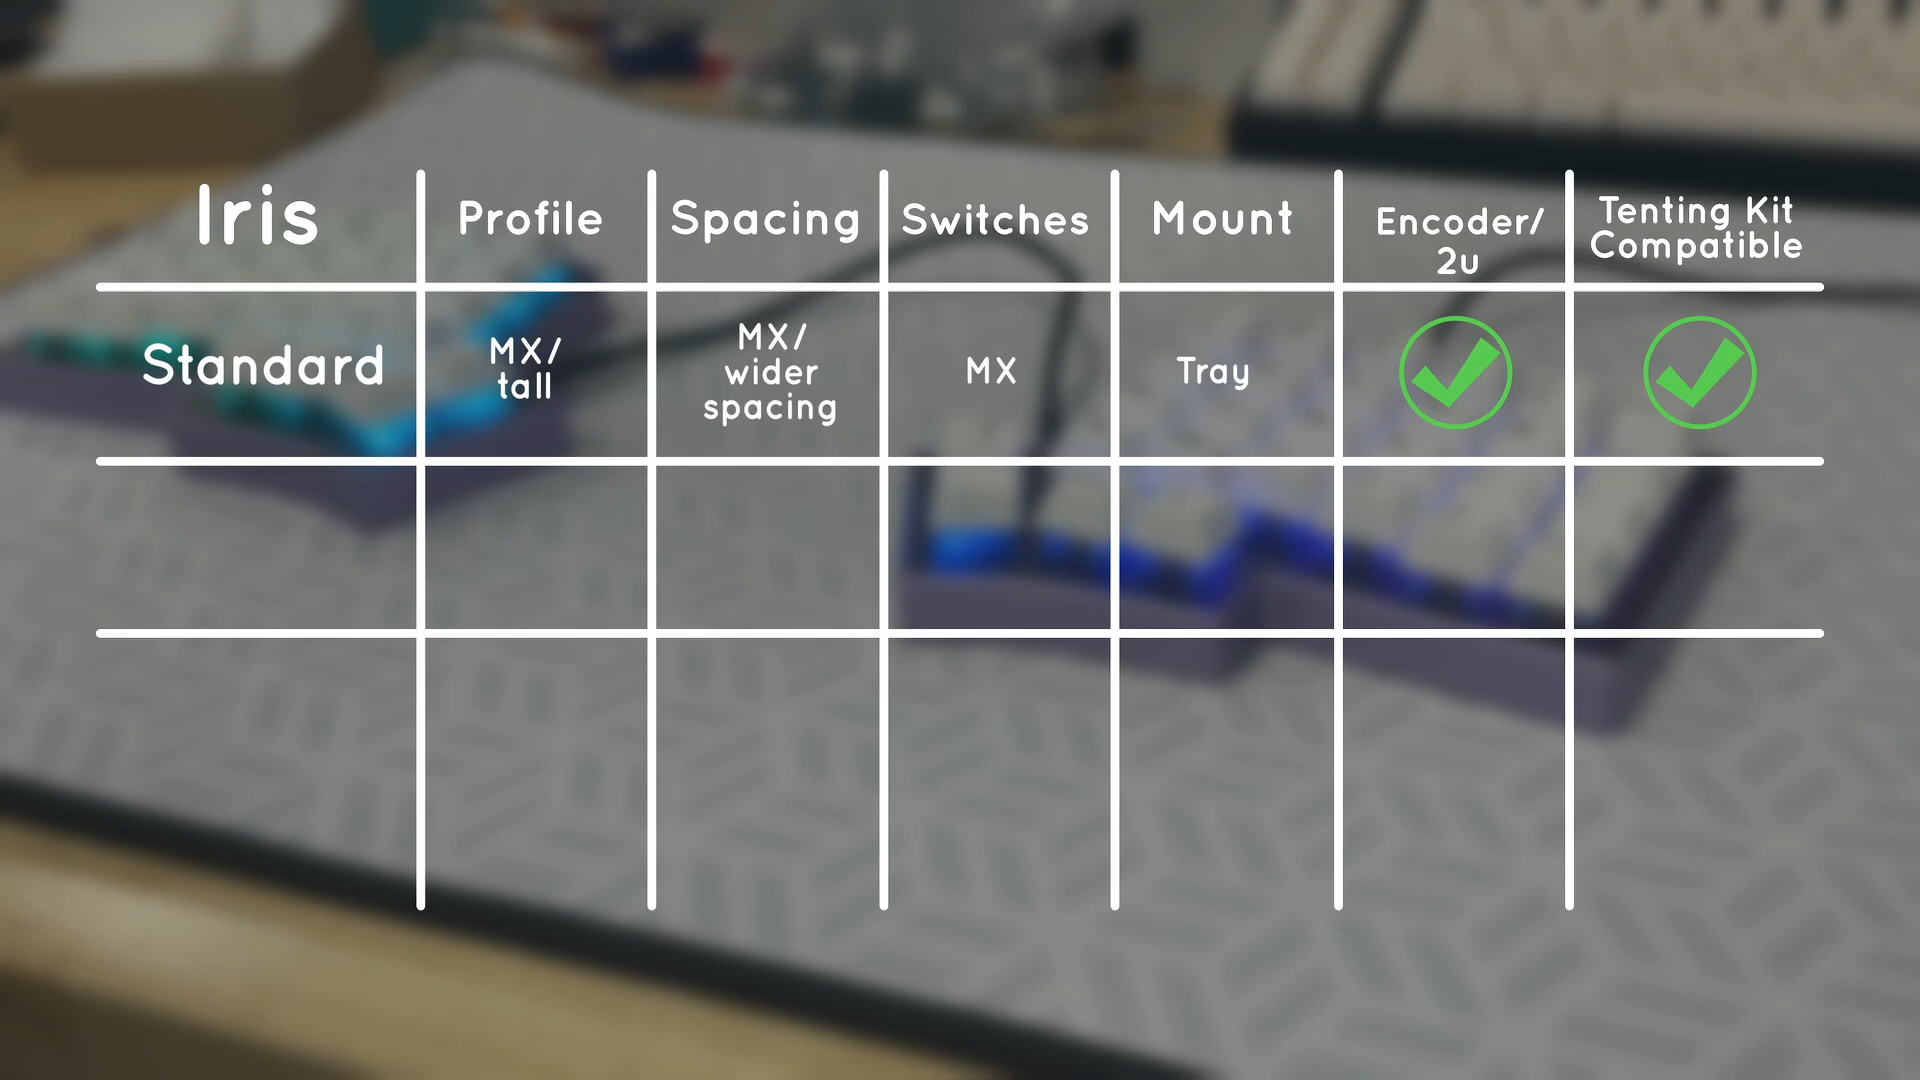 Iris
Profile
Spacing
Switches
Mount
Encoder/
2u
Tenting Kit
Compatible
Standard
MX/
tall
MX/
wider
spacing
MX
Tray